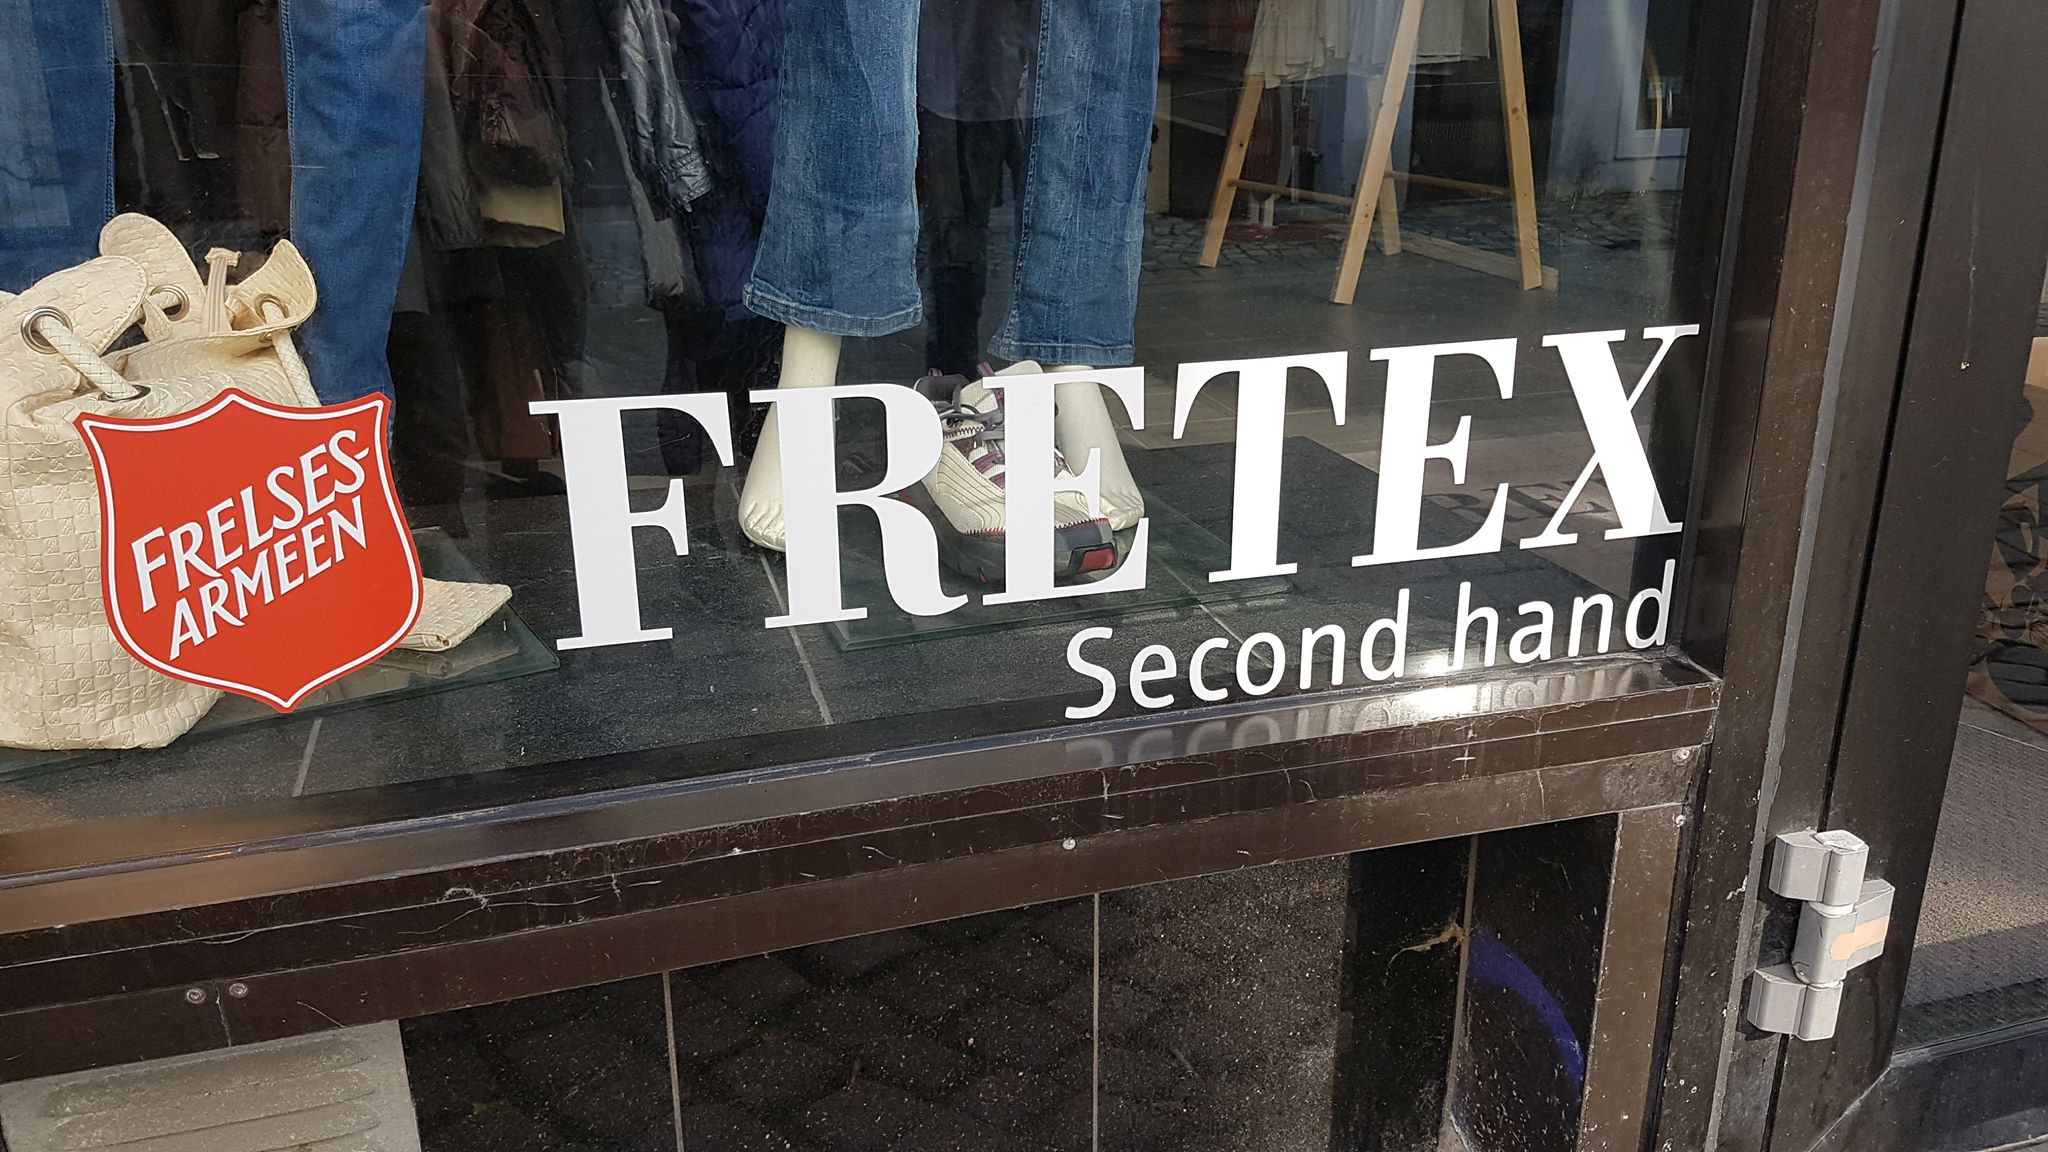 FRELSES-
ARMEEN
FRETEX
Second hand